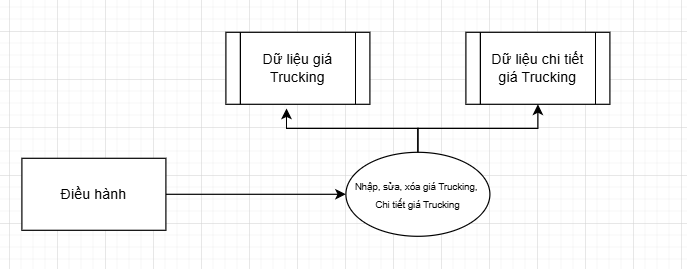 Dữ liệu giá
Trucking
Dữ liệu chi tiết
giá Trucking
Điều hành
Nhập, sửa, xóa giá Trucking,
Chi tiết giá Trucking